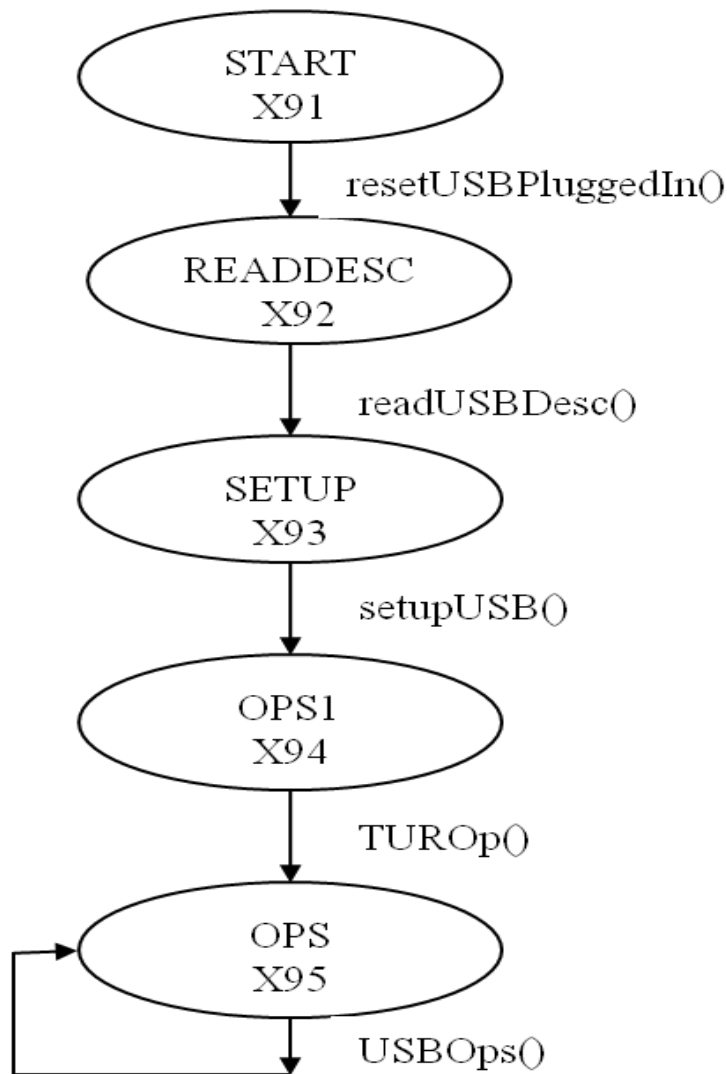 START
X91
resetUSBPluggedIn()
READDESC
X92
readUSBDesc()
SETUP
X93
setupUSB()
OPS1
X94
TUROp()
OPS
X95
USBOps()